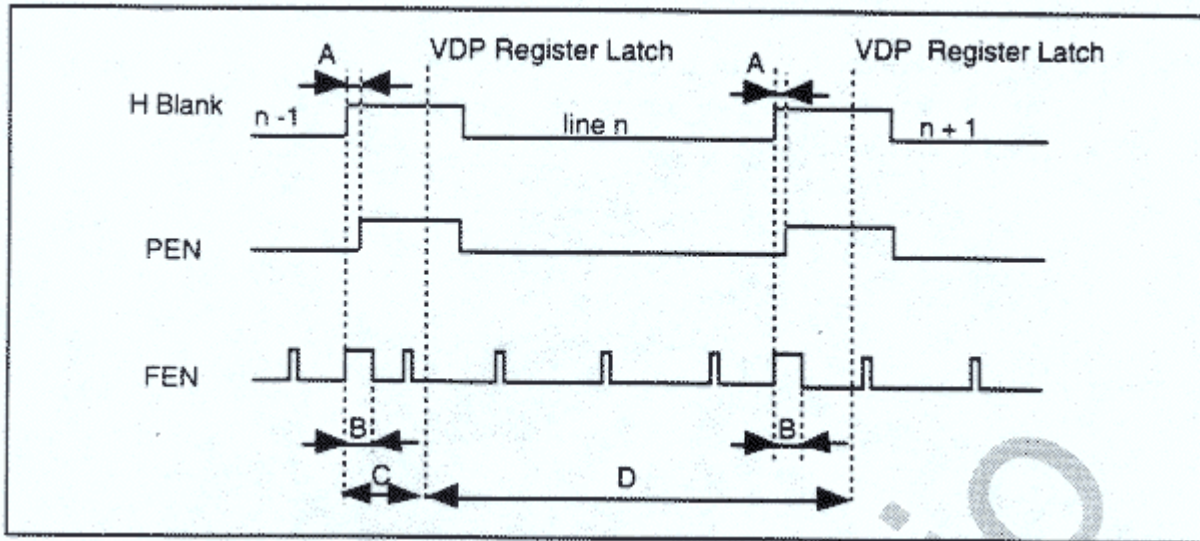 A VDP Register Latch A VDP Register Latch
H Blank n -1 line n n + 1
PEN
FEN
B B
C D